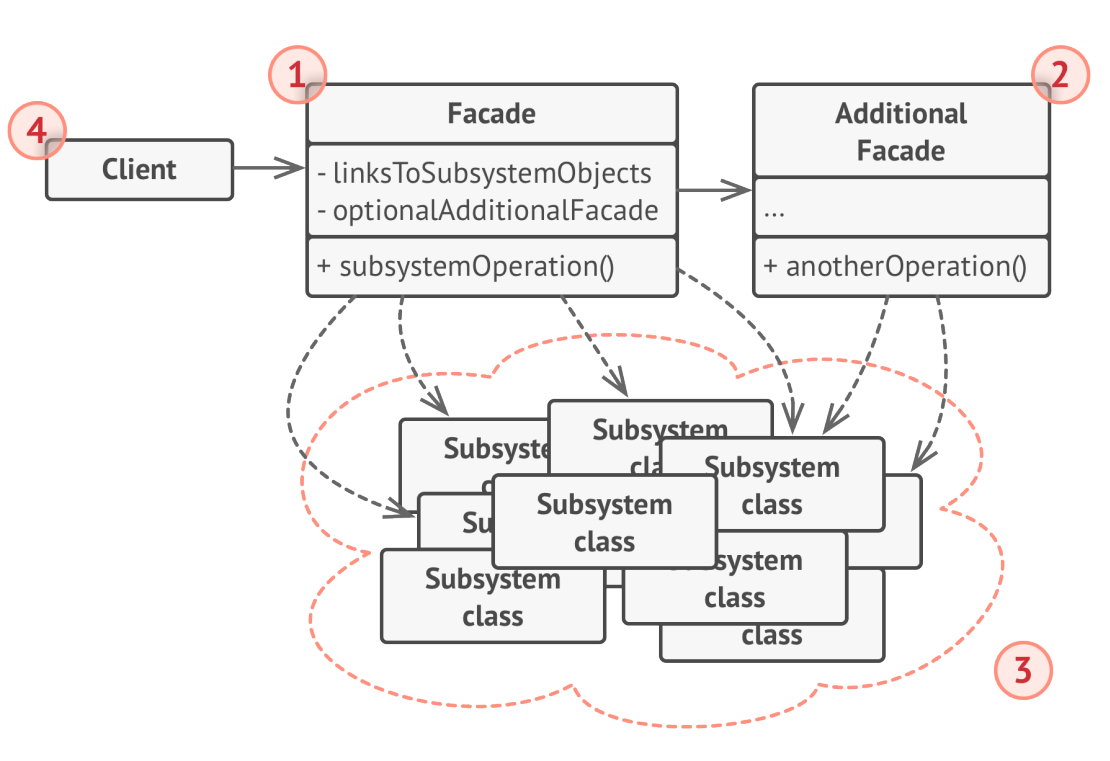 1
2
4
Facade
Additional
Facade
Client
- linksToSubsystemObjects
- optionalAdditionalFacade
...
+ subsystemOperation()
+ anotherOperation()
Subsystem
class
Subsystem
class
Subsystem
class
Subsystem
class
class
class
3